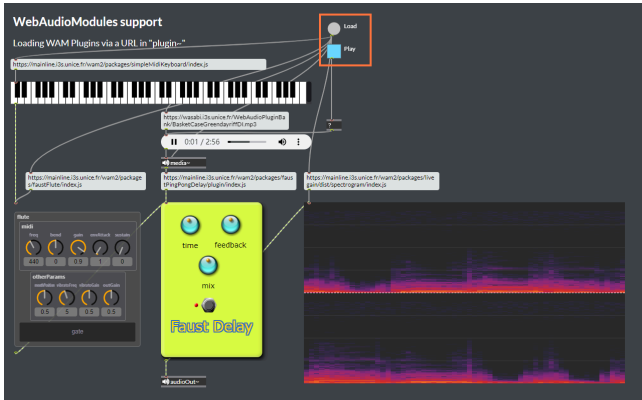 WebAudioModules support
Load
Loading WAM Plugins via a URL in "plugin~"
Play
https://mainline.i3s.unice.fr/wam2/packages/simpleMidiKeyboard/index.js
https://wasabi.i3s.unice.fr/WebAudioPluginBa
nk/BasketCaseGreendayriffDI.mp3
?
0:01 / 2:56
media~
https://mainline.i3s.unice.fr/wam2/package
s/faustFlute/index.js
https://mainline.i3s.unice.fr/wam2/packages/fau
stPingPongDelay/plugin/index.js
https://mainline.i3s.unice.fr/wam2/packages/live
gain/dist/spectrogram/index.js
flute
midi
freq bend gain envAttack sustain
440 0 0.9 1 0
otherParams
0.5 5 0.5 0.5
gate
time feedback
mix
Faust Delay
audioOut~